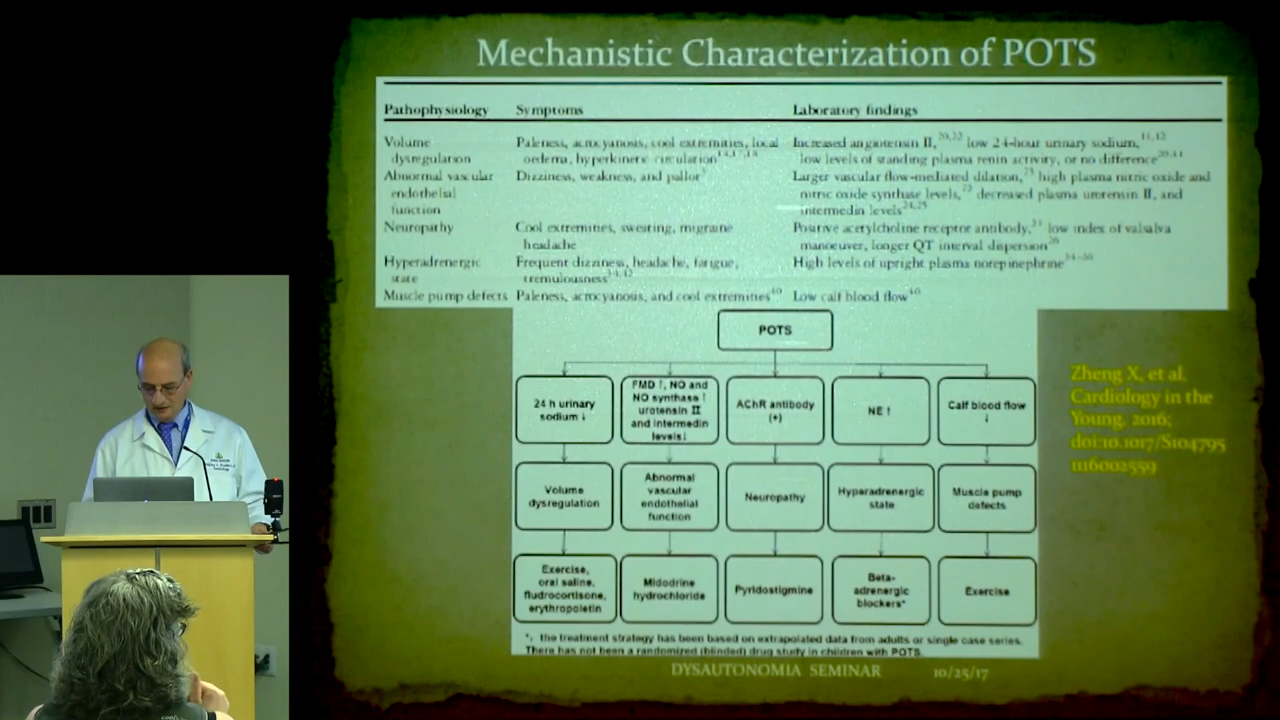 Mechanistic Characterization of POTS
Pathophysiology Symptoms Laboratory findings
Volume dysregulation
Paleness, acrocyanosis, cool extremities, local
oedema, hyperkinetic circulation
Increased angiotensin II, low 24-hour urinary sodium,
low levels of standing plasma renin activity, or no difference
Abnormal vascular
endothelial
function
Dizziness, weakness, and pallor
Larger vascular flow-mediated dilation, high plasma nitric oxide and
nitric oxide synthase levels, decreased plasma urotensin II, and
intermedin levels
Neuropathy
Cool extremities, sweating, migraine
headache
Positive acetylcholine receptor antibody, low index of valsalva
manoeuver, longer QT interval dispersion
Hyperadrenergic
state
Frequent dizziness, headache, fatigue,
tremulousness
High levels of upright plasma norepinephrine
Muscle pump defects Paleness, acrocyanous, and cool extremities Low calf blood flow
POTS
24 h urinary
sodium ↓
FMD ↑, NO and
NO synthase ↑
urotensin II
and intermedin
levels↓
AChR antibody
(+)
NE ↑
Calf blood flow
↓
Volume
dysregulation
Abnormal
vascular
endothelial
function
Neuropathy
Hyperadrenergic
state
Muscle pump
defects
Exercise,
oral saline,
fludrocortisone,
erythropoietin
Midodrine
hydrochloride
Pyridostigmine
Beta-
adrenergic
blockers*
Exercise
*: the treatment strategy has been based on extrapolated data from adults or single case series.
There has not been a randomized (blinded) drug study in children with POTS.
Zheng X, et al.
Cardiology in the
Young, 2016;
doi:10.1017/S104795
1116002559
DYSAUTONOMIA SEMINAR 10/25/17